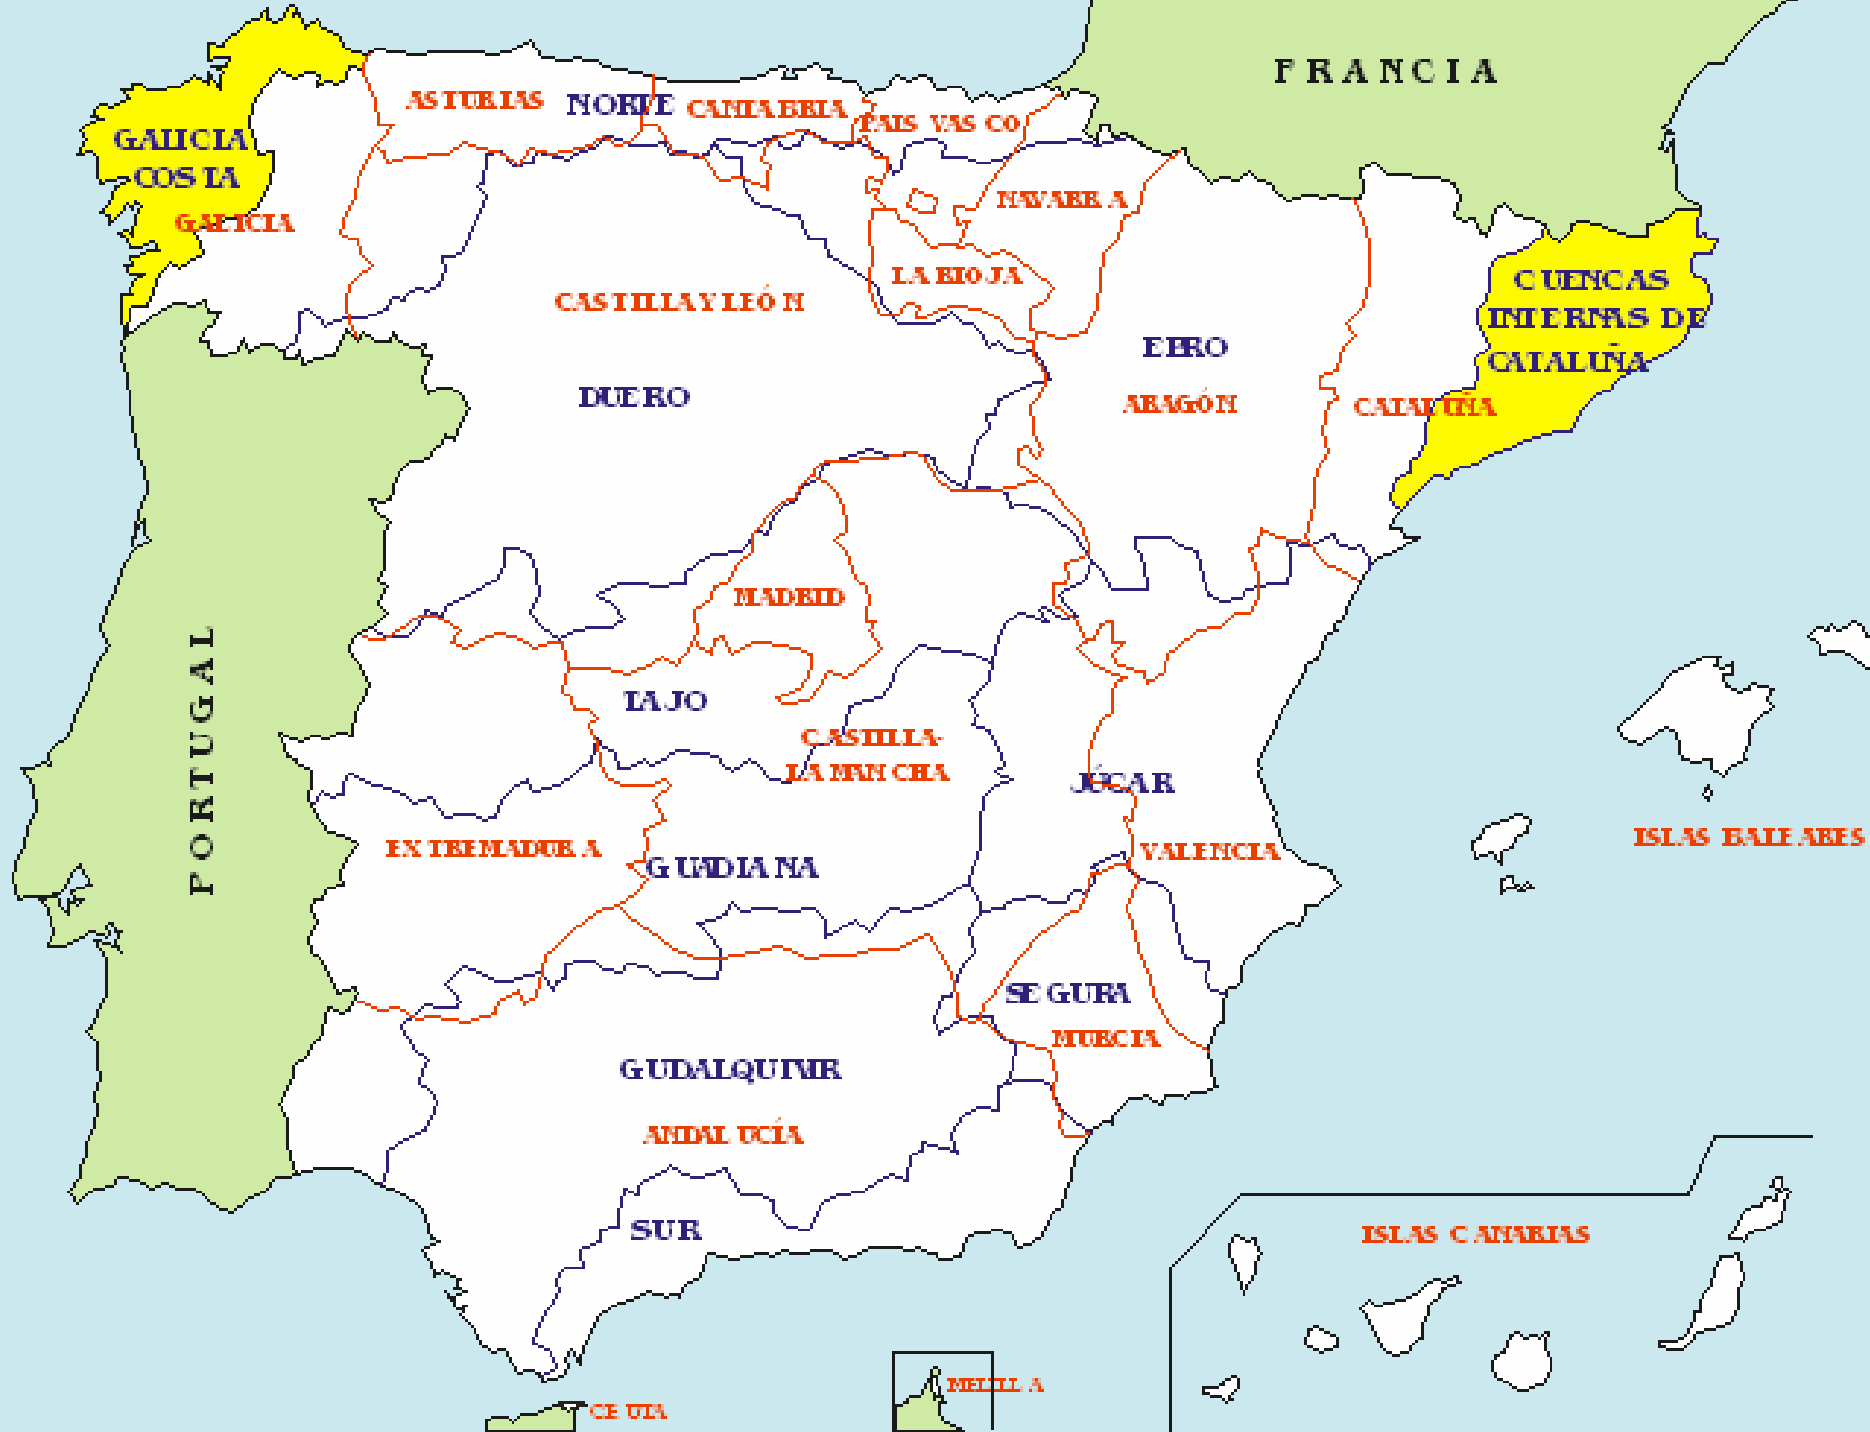 FRANCIA
ASTURIAS
NORTE
CANTABRIA
PAIS VASCO
GALICIA
COSTA
GALICIA
NAVARRA
LA RIOJA
CUENCAS
INTERNAS DE
CATALUÑA
CASTILLA Y LEÓN
EBRO
DUERO
ARAGÓN
CATALUÑA
MADRID
PORTUGAL
TAJO
CASTILLA-
LA MANCHA
JÚCAR
ISLAS BALEARES
EXTREMADURA
VALENCIA
GUADIANA
SEGURA
MURCIA
GUDALQUIVIR
ANDALUCÍA
SUR
ISLAS CANARIAS
MELILLA
CEUTA